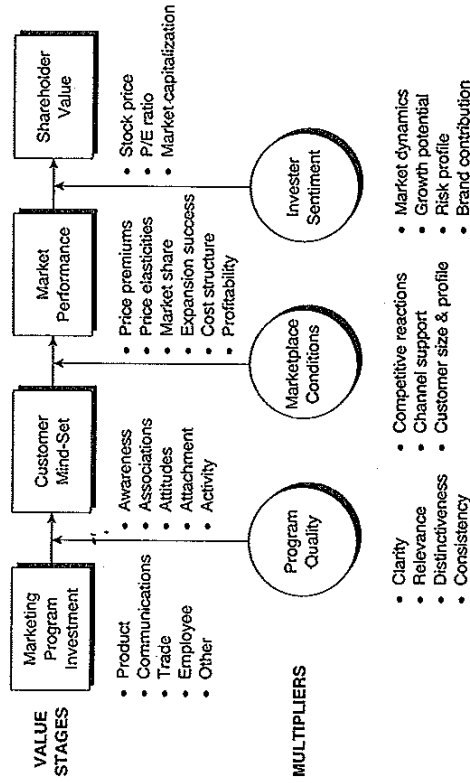 VALUE
STAGES
Marketing
Program
Investment
Customer
Mind-Set
Market
Performance
Shareholder
Value
• Product
• Communications
• Trade
• Employee
• Other
• Awareness
• Associations
• Attitudes
• Attachment
• Activity
• Price premiums
• Price elasticities
• Market share
• Expansion success
• Cost structure
• Profitability
• Stock price
• P/E ratio
• Market capitalization
MULTIPLIERS
Program
Quality
Marketplace
Conditions
Invester
Sentiment
• Clarity
• Relevance
• Distinctiveness
• Consistency
• Competitive reactions
• Channel support
• Customer size & profile
• Market dynamics
• Growth potential
• Risk profile
• Brand contribution